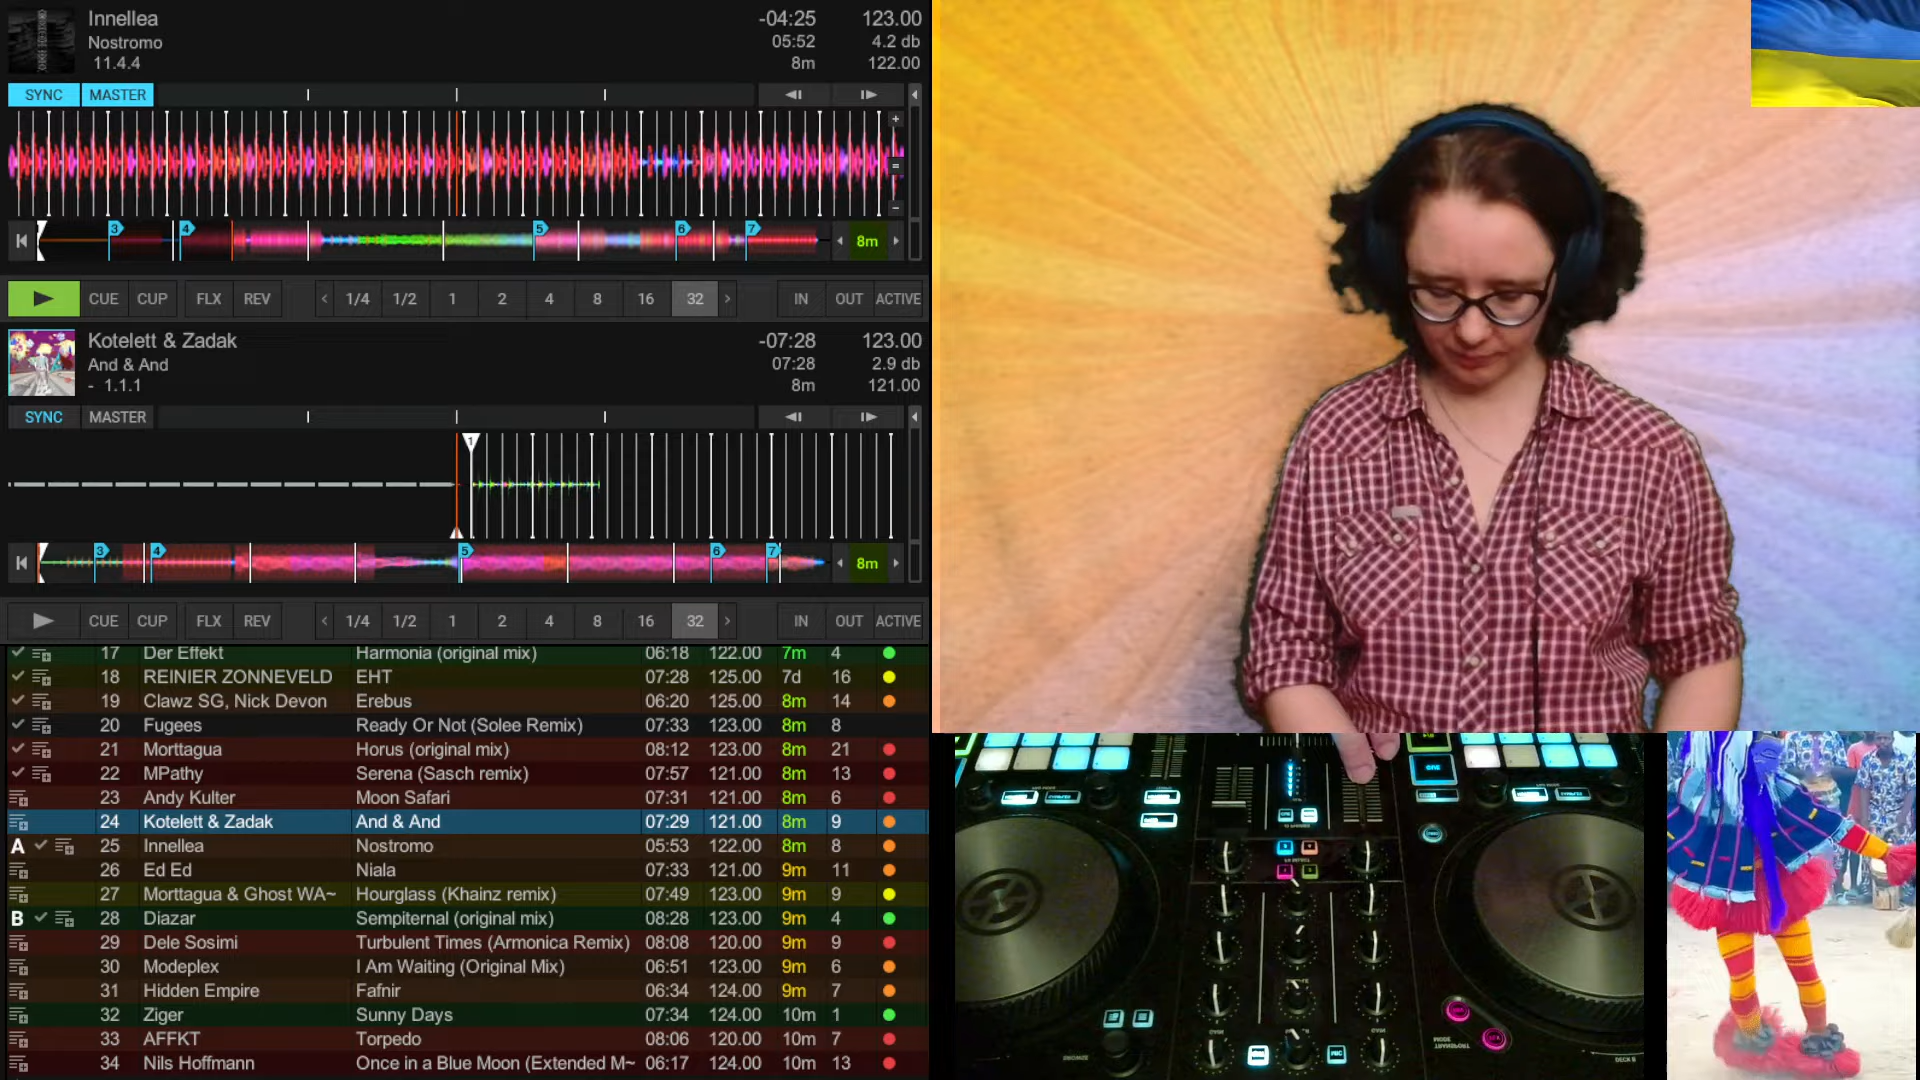 Innellea -04:25 123.00
Nostromo 05:52 4.2 db
11.4.4 8m 122.00
SYNC MASTER
3 4 5 6 7 8m
CUE CUP FLX REV 1/4 1/2 1 2 4 8 16 32 IN OUT ACTIVE
Kotelett & Zadak -07:28 123.00
And & And 07:28 2.9 db
- 1.1.1 8m 121.00
SYNC MASTER
1
3 4 5 6 7 8m
CUE CUP FLX REV 1/4 1/2 1 2 4 8 16 32 IN OUT ACTIVE
17 Der Effekt Harmonia (original mix) 06:18 122.00 7m 4
18 REINIER ZONNEVELD EHT 07:28 125.00 7d 16
19 Clawz SG, Nick Devon Erebus 06:20 125.00 8m 14
20 Fugees Ready Or Not (Solee Remix) 07:33 123.00 8m 8
21 Morttagua Horus (original mix) 08:12 123.00 8m 21
22 MPathy Serena (Sasch remix) 07:57 121.00 8m 13
23 Andy Kulter Moon Safari 07:31 121.00 8m 6
24 Kotelett & Zadak And & And 07:29 121.00 8m 9
A 25 Innellea Nostromo 05:53 122.00 8m 8
26 Ed Ed Niala 07:33 121.00 9m 11
27 Morttagua & Ghost WA~ Hourglass (Khainz remix) 07:49 123.00 9m 9
B 28 Diazar Sempiternal (original mix) 08:28 123.00 9m 4
29 Dele Sosimi Turbulent Times (Armonica Remix) 08:08 120.00 9m 9
30 Modeplex I Am Waiting (Original Mix) 06:51 123.00 9m 6
31 Hidden Empire Fafnir 06:34 124.00 9m 7
32 Ziger Sunny Days 07:34 124.00 10m 1
33 AFFKT Torpedo 08:06 120.00 10m 7
34 Nils Hoffmann Once in a Blue Moon (Extended M~ 06:17 124.00 10m 13